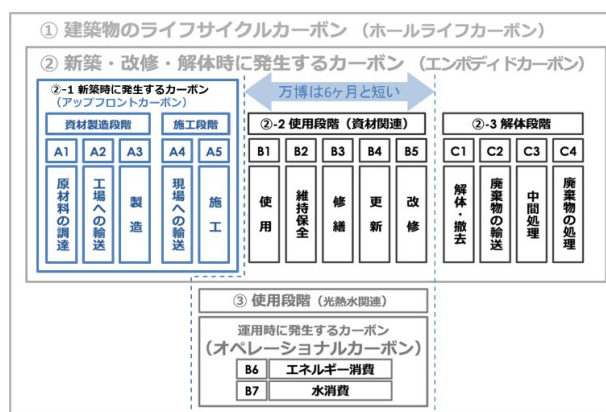 ① 建築物のライフサイクルカーボン（ホールライフカーボン）
② 新築・改修・解体時に発生するカーボン（エンボディドカーボン）
②-1 新築時に発生するカーボン
（アップフロントカーボン）
万博は6ヶ月と短い
資材製造段階
施工段階
②-2 使用段階（資材関連）
②-3 解体段階
A1
A2
A3
A4
A5
B1
B2
B3
B4
B5
C1
C2
C3
C4
原材料の調達
工場への輸送
製造
現場への輸送
施工
使用
維持保全
修繕
更新
改修
解体・撤去
廃棄物の輸送
中間処理
廃棄物の処理
③ 使用段階（光熱水関連）
運用時に発生するカーボン
（オペレーショナルカーボン）
B6 エネルギー消費
B7 水消費